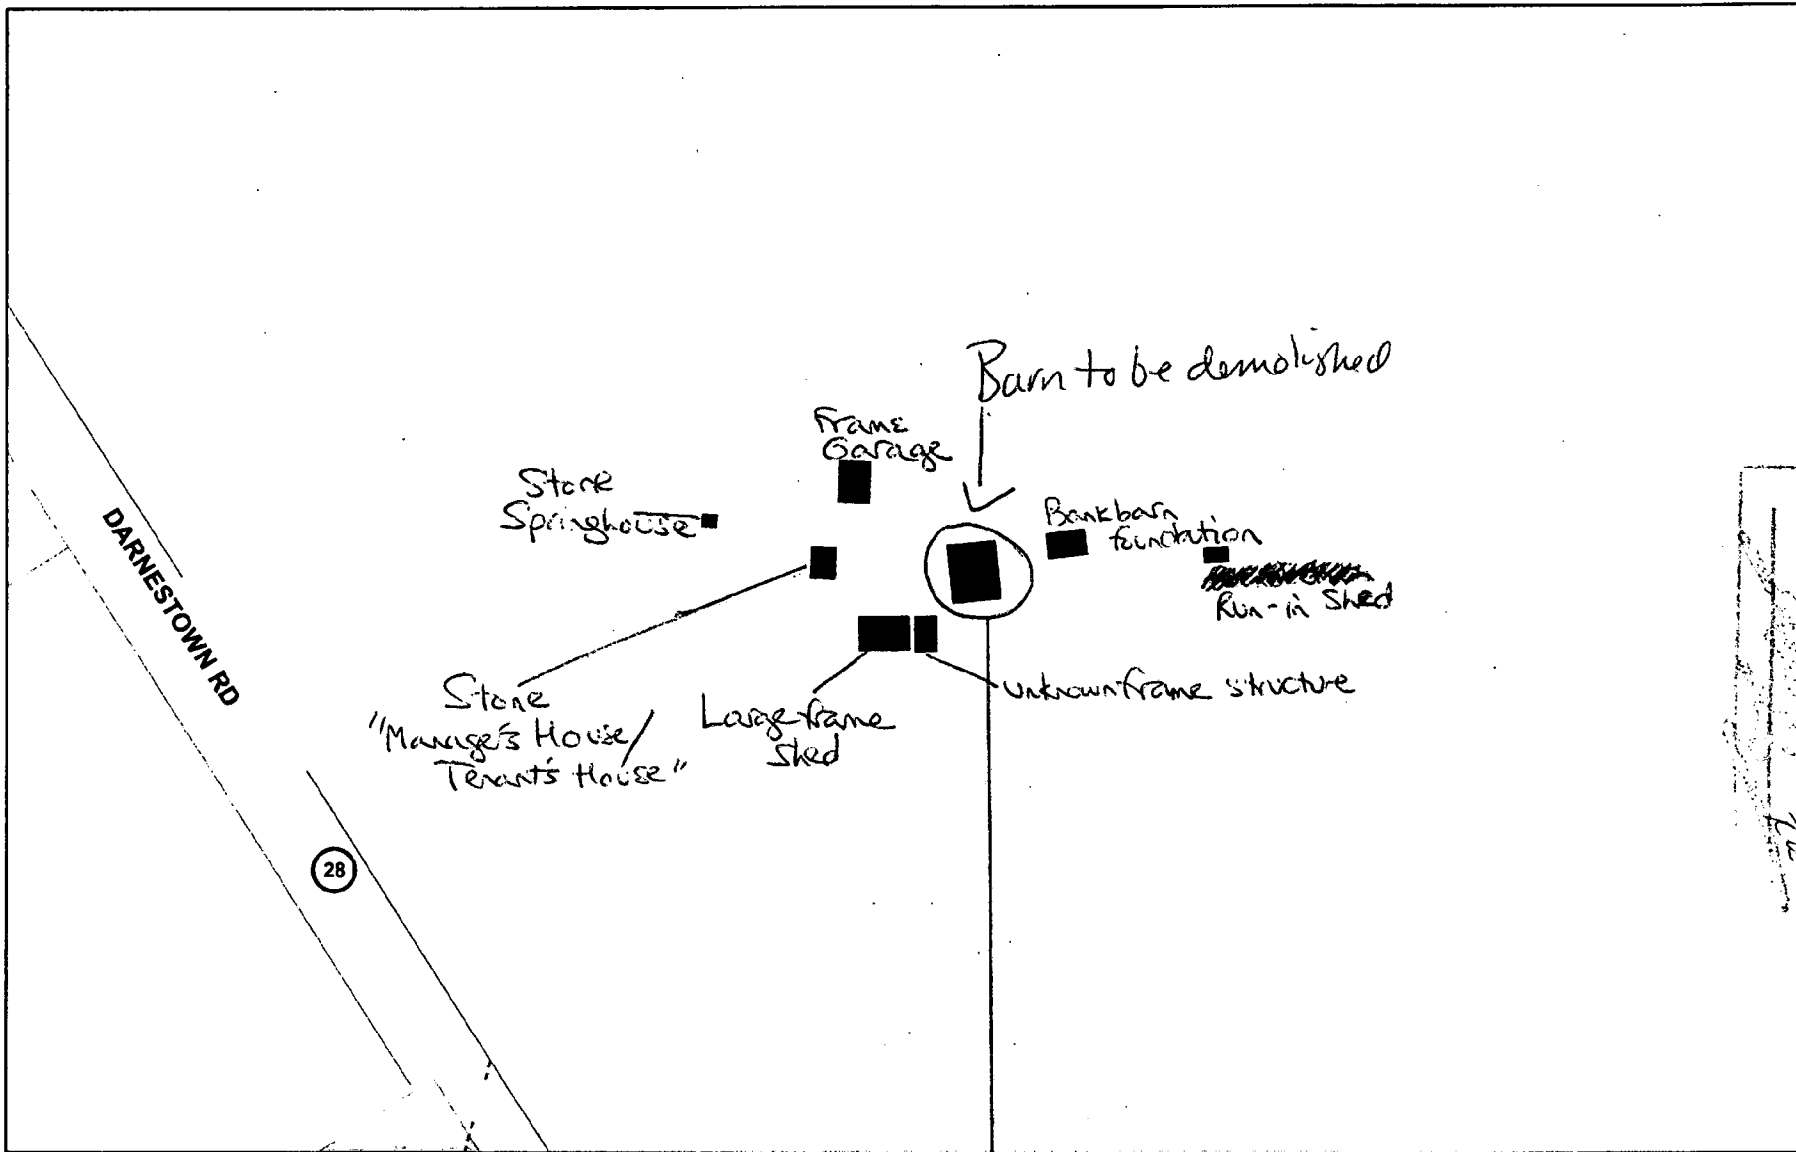 Barn to be demolished
Frame
Garage
Stone
Springhouse
Bankbarn
foundation
Run-in Shed
DARNESTOWN RD
Stone
"Manage's House/
Tenant's House"
Large frame
shed
unknown frame structure
28